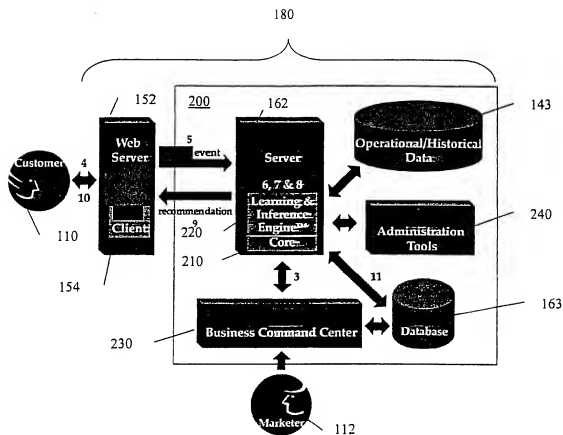 180
152
200
162
143
Web
Server
5
event
Server
Operational/Historical
Data
Customer
4
10
6, 7 & 8
Learning &
Inference
Engine™
Core
recommendation
9
220
210
Client
110
154
Administration
Tools
240
3
11
163
Business Command Center
Database
230
Marketer
112